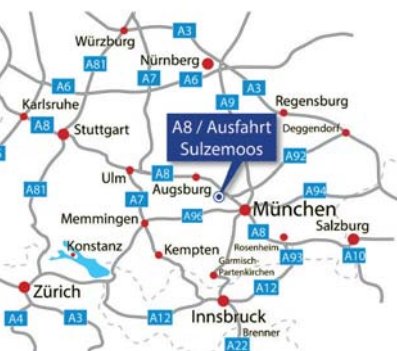 A3
Würzburg
A81
Nürnberg
A7
A6
A6
A3
Karlsruhe
A9
Regensburg
A8
Stuttgart
A8 / Ausfahrt
Sulzemoos
Deggendorf
A92
Ulm
A8
A81
Augsburg
A94
A7
München
Memmingen
A96
Salzburg
A8
Konstanz
Rosenheim
Kempten
Garmisch-
Partenkirchen
A93
A10
Zürich
A12
A4
A3
A12
Innsbruck
Brenner
A22